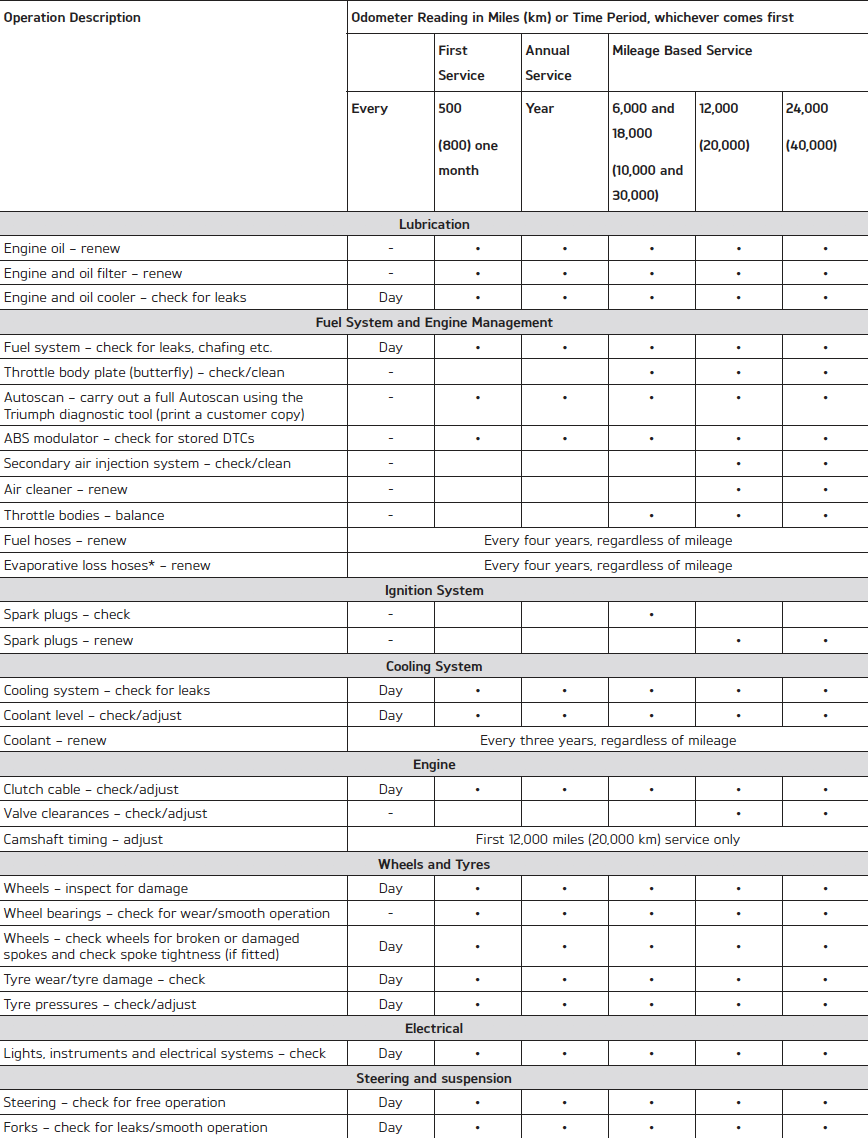 Operation Description Odometer Reading in Miles (km) or Time Period, whichever comes first
First Service Annual Service Mileage Based Service
Every 500 (800) one month Year 6,000 and 18,000 (10,000 and 30,000) 12,000 (20,000) 24,000 (40,000)
Lubrication
Engine oil – renew - • • • • •
Engine and oil filter – renew - • • • • •
Engine and oil cooler – check for leaks Day • • • • •
Fuel System and Engine Management
Fuel system – check for leaks, chafing etc. Day • • • • •
Throttle body plate (butterfly) – check/clean - • • •
Autoscan – carry out a full Autoscan using the
Triumph diagnostic tool (print a customer copy) - • • • • •
ABS modulator – check for stored DTCs - • • • • •
Secondary air injection system – check/clean - • •
Air cleaner – renew - • •
Throttle bodies – balance - • • •
Fuel hoses – renew Every four years, regardless of mileage
Evaporative loss hoses* – renew Every four years, regardless of mileage
Ignition System
Spark plugs – check - •
Spark plugs – renew - • •
Cooling System
Cooling system – check for leaks Day • • • • •
Coolant level – check/adjust Day • • • • •
Coolant – renew Every three years, regardless of mileage
Engine
Clutch cable – check/adjust Day • • • • •
Valve clearances – check/adjust - • •
Camshaft timing – adjust First 12,000 miles (20,000 km) service only
Wheels and Tyres
Wheels – inspect for damage Day • • • • •
Wheel bearings – check for wear/smooth operation - • • • • •
Wheels – check wheels for broken or damaged
spokes and check spoke tightness (if fitted) Day • • • • •
Tyre wear/tyre damage – check Day • • • • •
Tyre pressures – check/adjust Day • • • • •
Electrical
Lights, instruments and electrical systems – check Day • • • • •
Steering and suspension
Steering – check for free operation Day • • • • •
Forks – check for leaks/smooth operation Day • • • • •